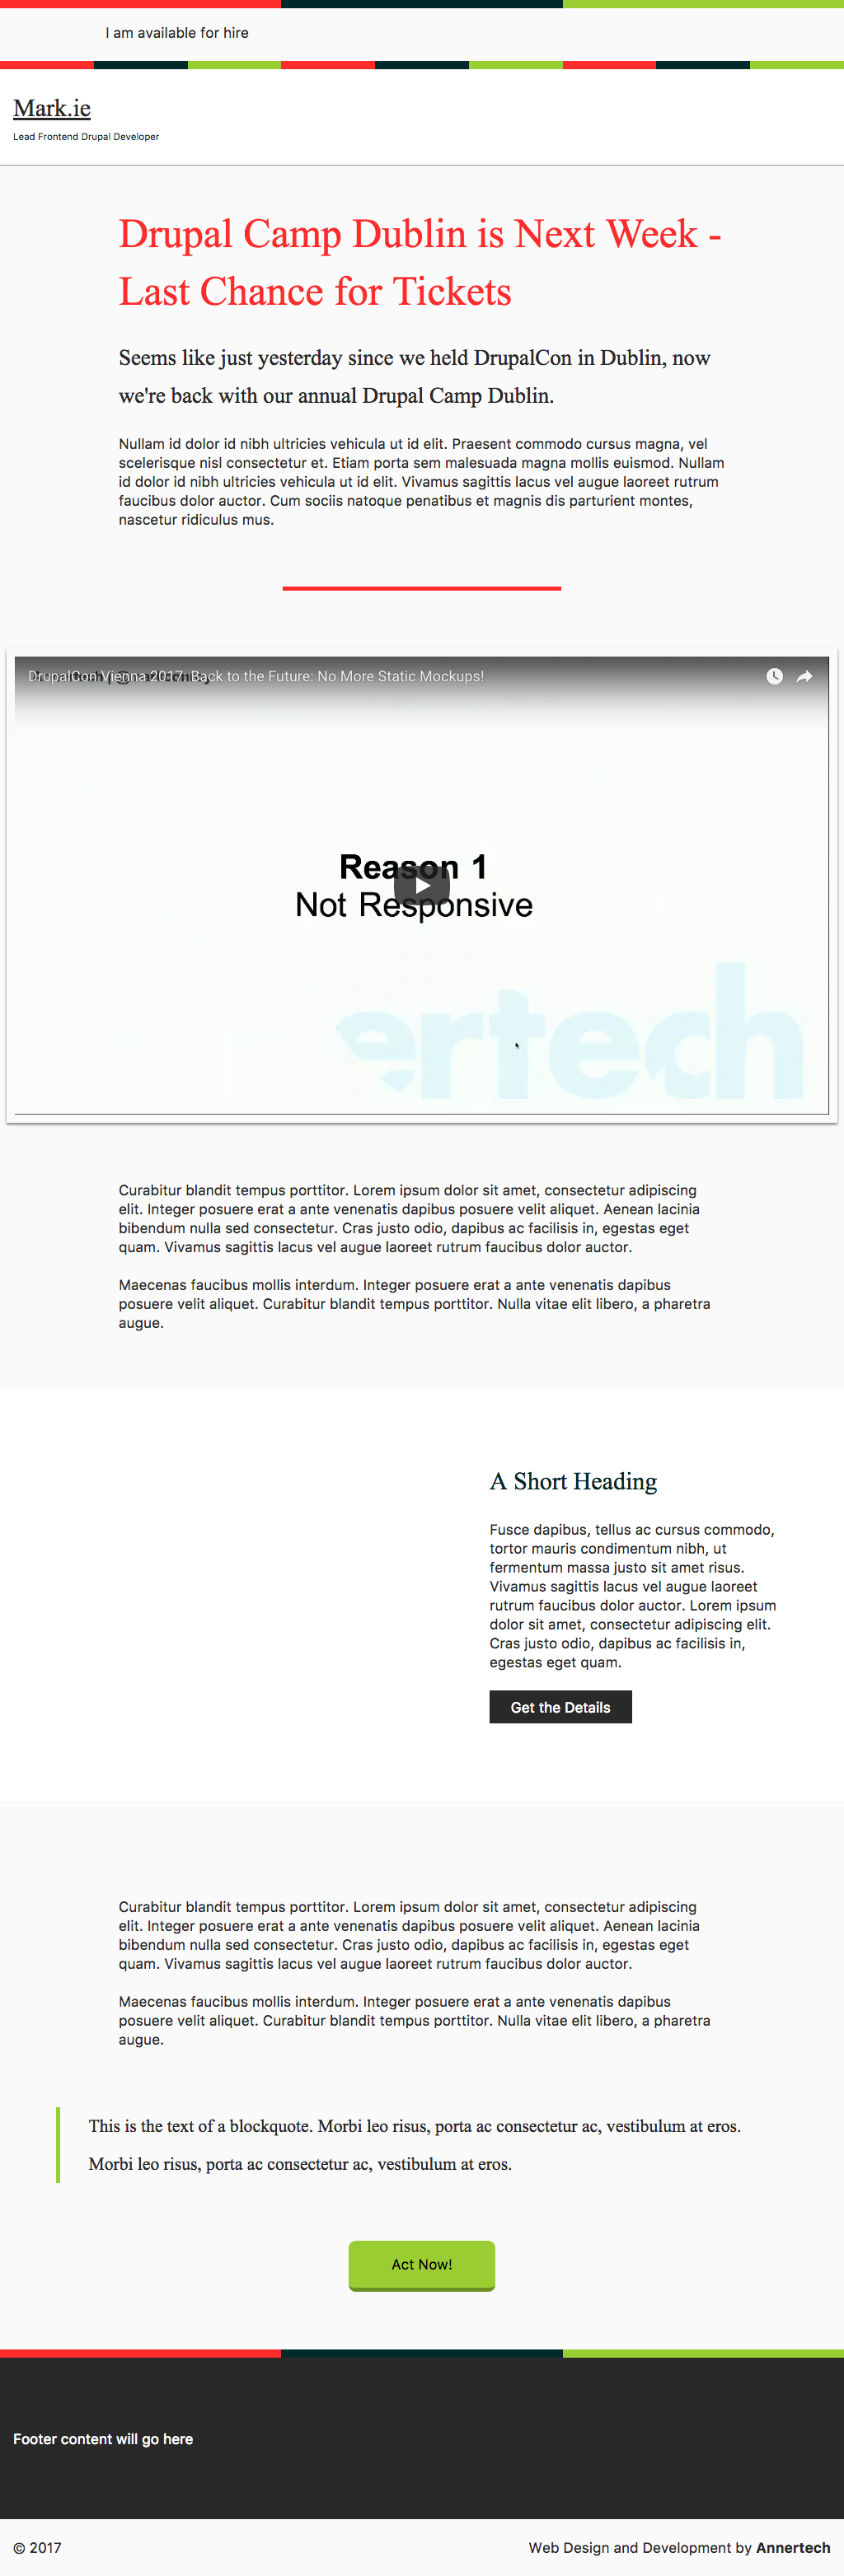 I am available for hire
Mark.ie
Lead Frontend Drupal Developer
Drupal Camp Dublin is Next Week -
Last Chance for Tickets
Seems like just yesterday since we held DrupalCon in Dublin, now
we're back with our annual Drupal Camp Dublin.
Nullam id dolor id nibh ultricies vehicula ut id elit. Praesent commodo cursus magna, vel
scelerisque nisl consectetur et. Etiam porta sem malesuada magna mollis euismod. Nullam
id dolor id nibh ultricies vehicula ut id elit. Vivamus sagittis lacus vel augue laoreet rutrum
faucibus dolor auctor. Cum sociis natoque penatibus et magnis dis parturient montes,
nascetur ridiculus mus.
DrupalCon Vienna 2017: Back to the Future: No More Static Mockups!
Reason 1
Not Responsive
ertech
Curabitur blandit tempus porttitor. Lorem ipsum dolor sit amet, consectetur adipiscing
elit. Integer posuere erat a ante venenatis dapibus posuere velit aliquet. Aenean lacinia
bibendum nulla sed consectetur. Cras justo odio, dapibus ac facilisis in, egestas eget
quam. Vivamus sagittis lacus vel augue laoreet rutrum faucibus dolor auctor.
Maecenas faucibus mollis interdum. Integer posuere erat a ante venenatis dapibus
posuere velit aliquet. Curabitur blandit tempus porttitor. Nulla vitae elit libero, a pharetra
augue.
A Short Heading
Fusce dapibus, tellus ac cursus commodo,
tortor mauris condimentum nibh, ut
fermentum massa justo sit amet risus.
Vivamus sagittis lacus vel augue laoreet
rutrum faucibus dolor auctor. Lorem ipsum
dolor sit amet, consectetur adipiscing elit.
Cras justo odio, dapibus ac facilisis in,
egestas eget quam.
Get the Details
Curabitur blandit tempus porttitor. Lorem ipsum dolor sit amet, consectetur adipiscing
elit. Integer posuere erat a ante venenatis dapibus posuere velit aliquet. Aenean lacinia
bibendum nulla sed consectetur. Cras justo odio, dapibus ac facilisis in, egestas eget
quam. Vivamus sagittis lacus vel augue laoreet rutrum faucibus dolor auctor.
Maecenas faucibus mollis interdum. Integer posuere erat a ante venenatis dapibus
posuere velit aliquet. Curabitur blandit tempus porttitor. Nulla vitae elit libero, a pharetra
augue.
This is the text of a blockquote. Morbi leo risus, porta ac consectetur ac, vestibulum at eros.
Morbi leo risus, porta ac consectetur ac, vestibulum at eros.
Act Now!
Footer content will go here
© 2017
Web Design and Development by Annertech